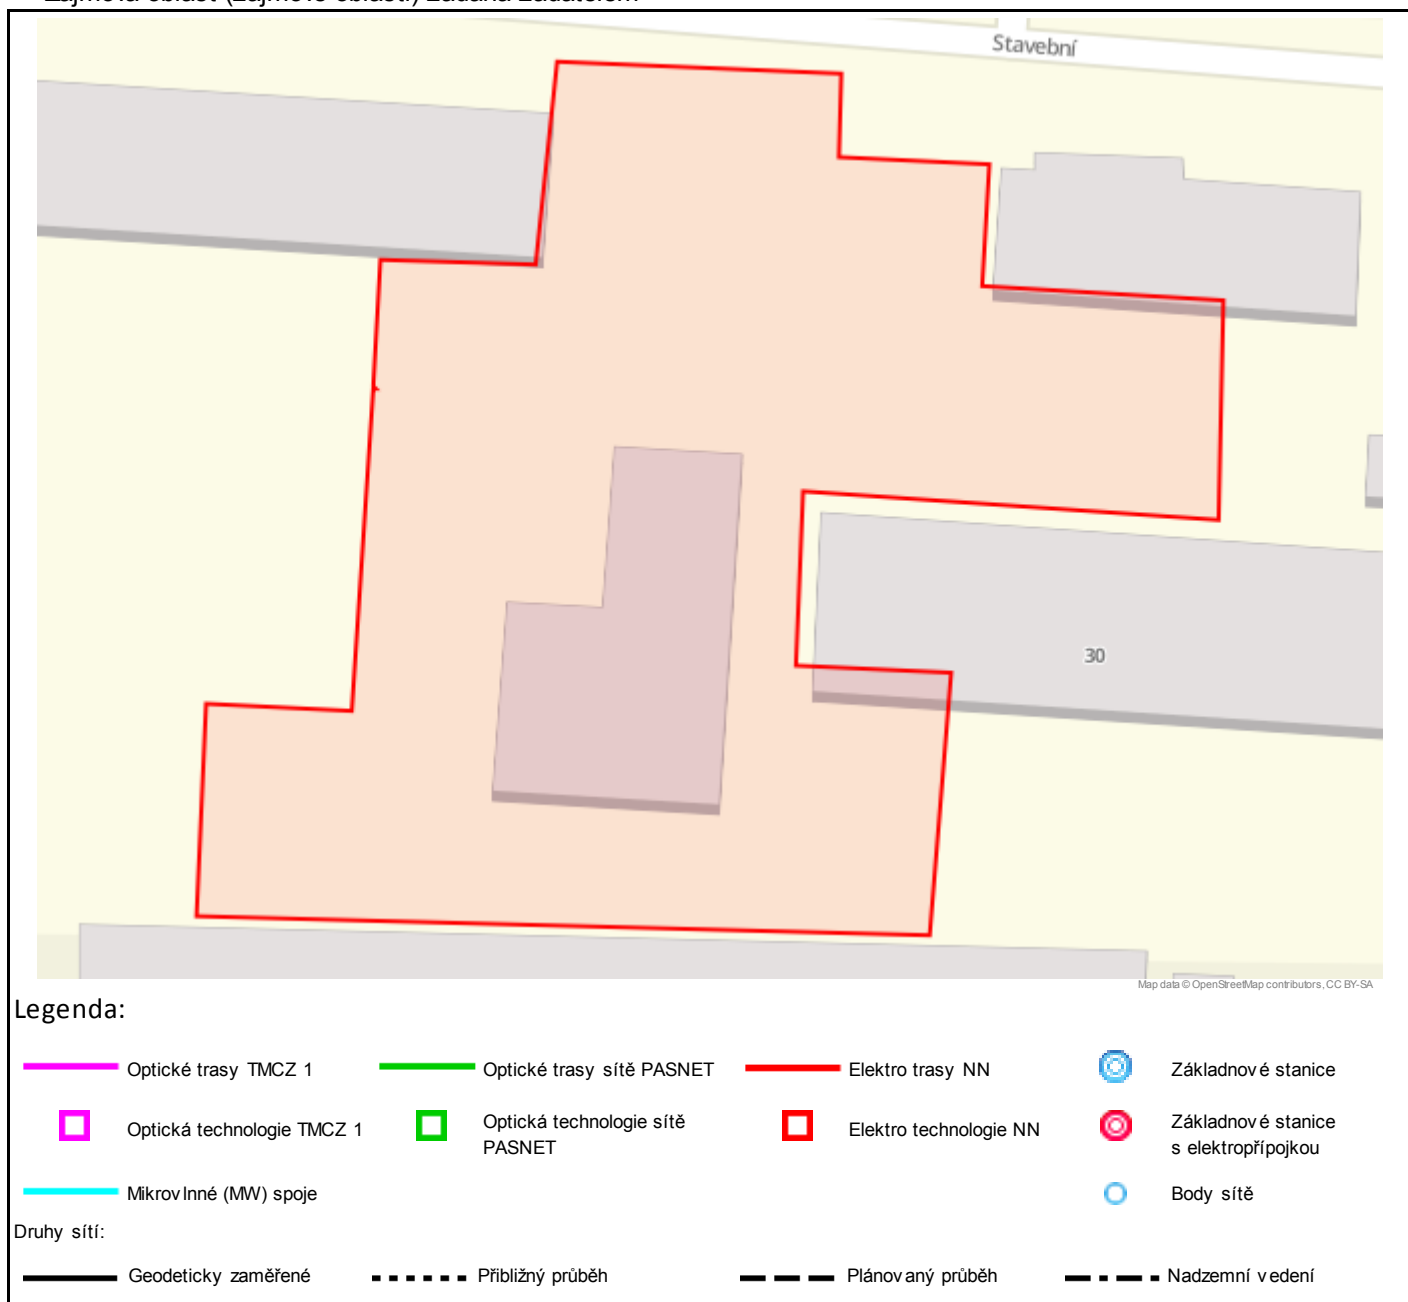 Stavební
30
Map data © OpenStreetMap contributors, CC BY-SA
Legenda:
Optické trasy TMCZ 1
Optické trasy sítě PASNET
Elektro trasy NN
Základnové stanice
Optická technologie TMCZ 1
Optická technologie sítě
PASNET
Elektro technologie NN
Základnové stanice
s elektropřípojkou
Mikrovlnné (MW) spoje
Body sítě
Druhy sítí:
Geodeticky zaměřené
Přibližný průběh
Plánovaný průběh
Nadzemní vedení